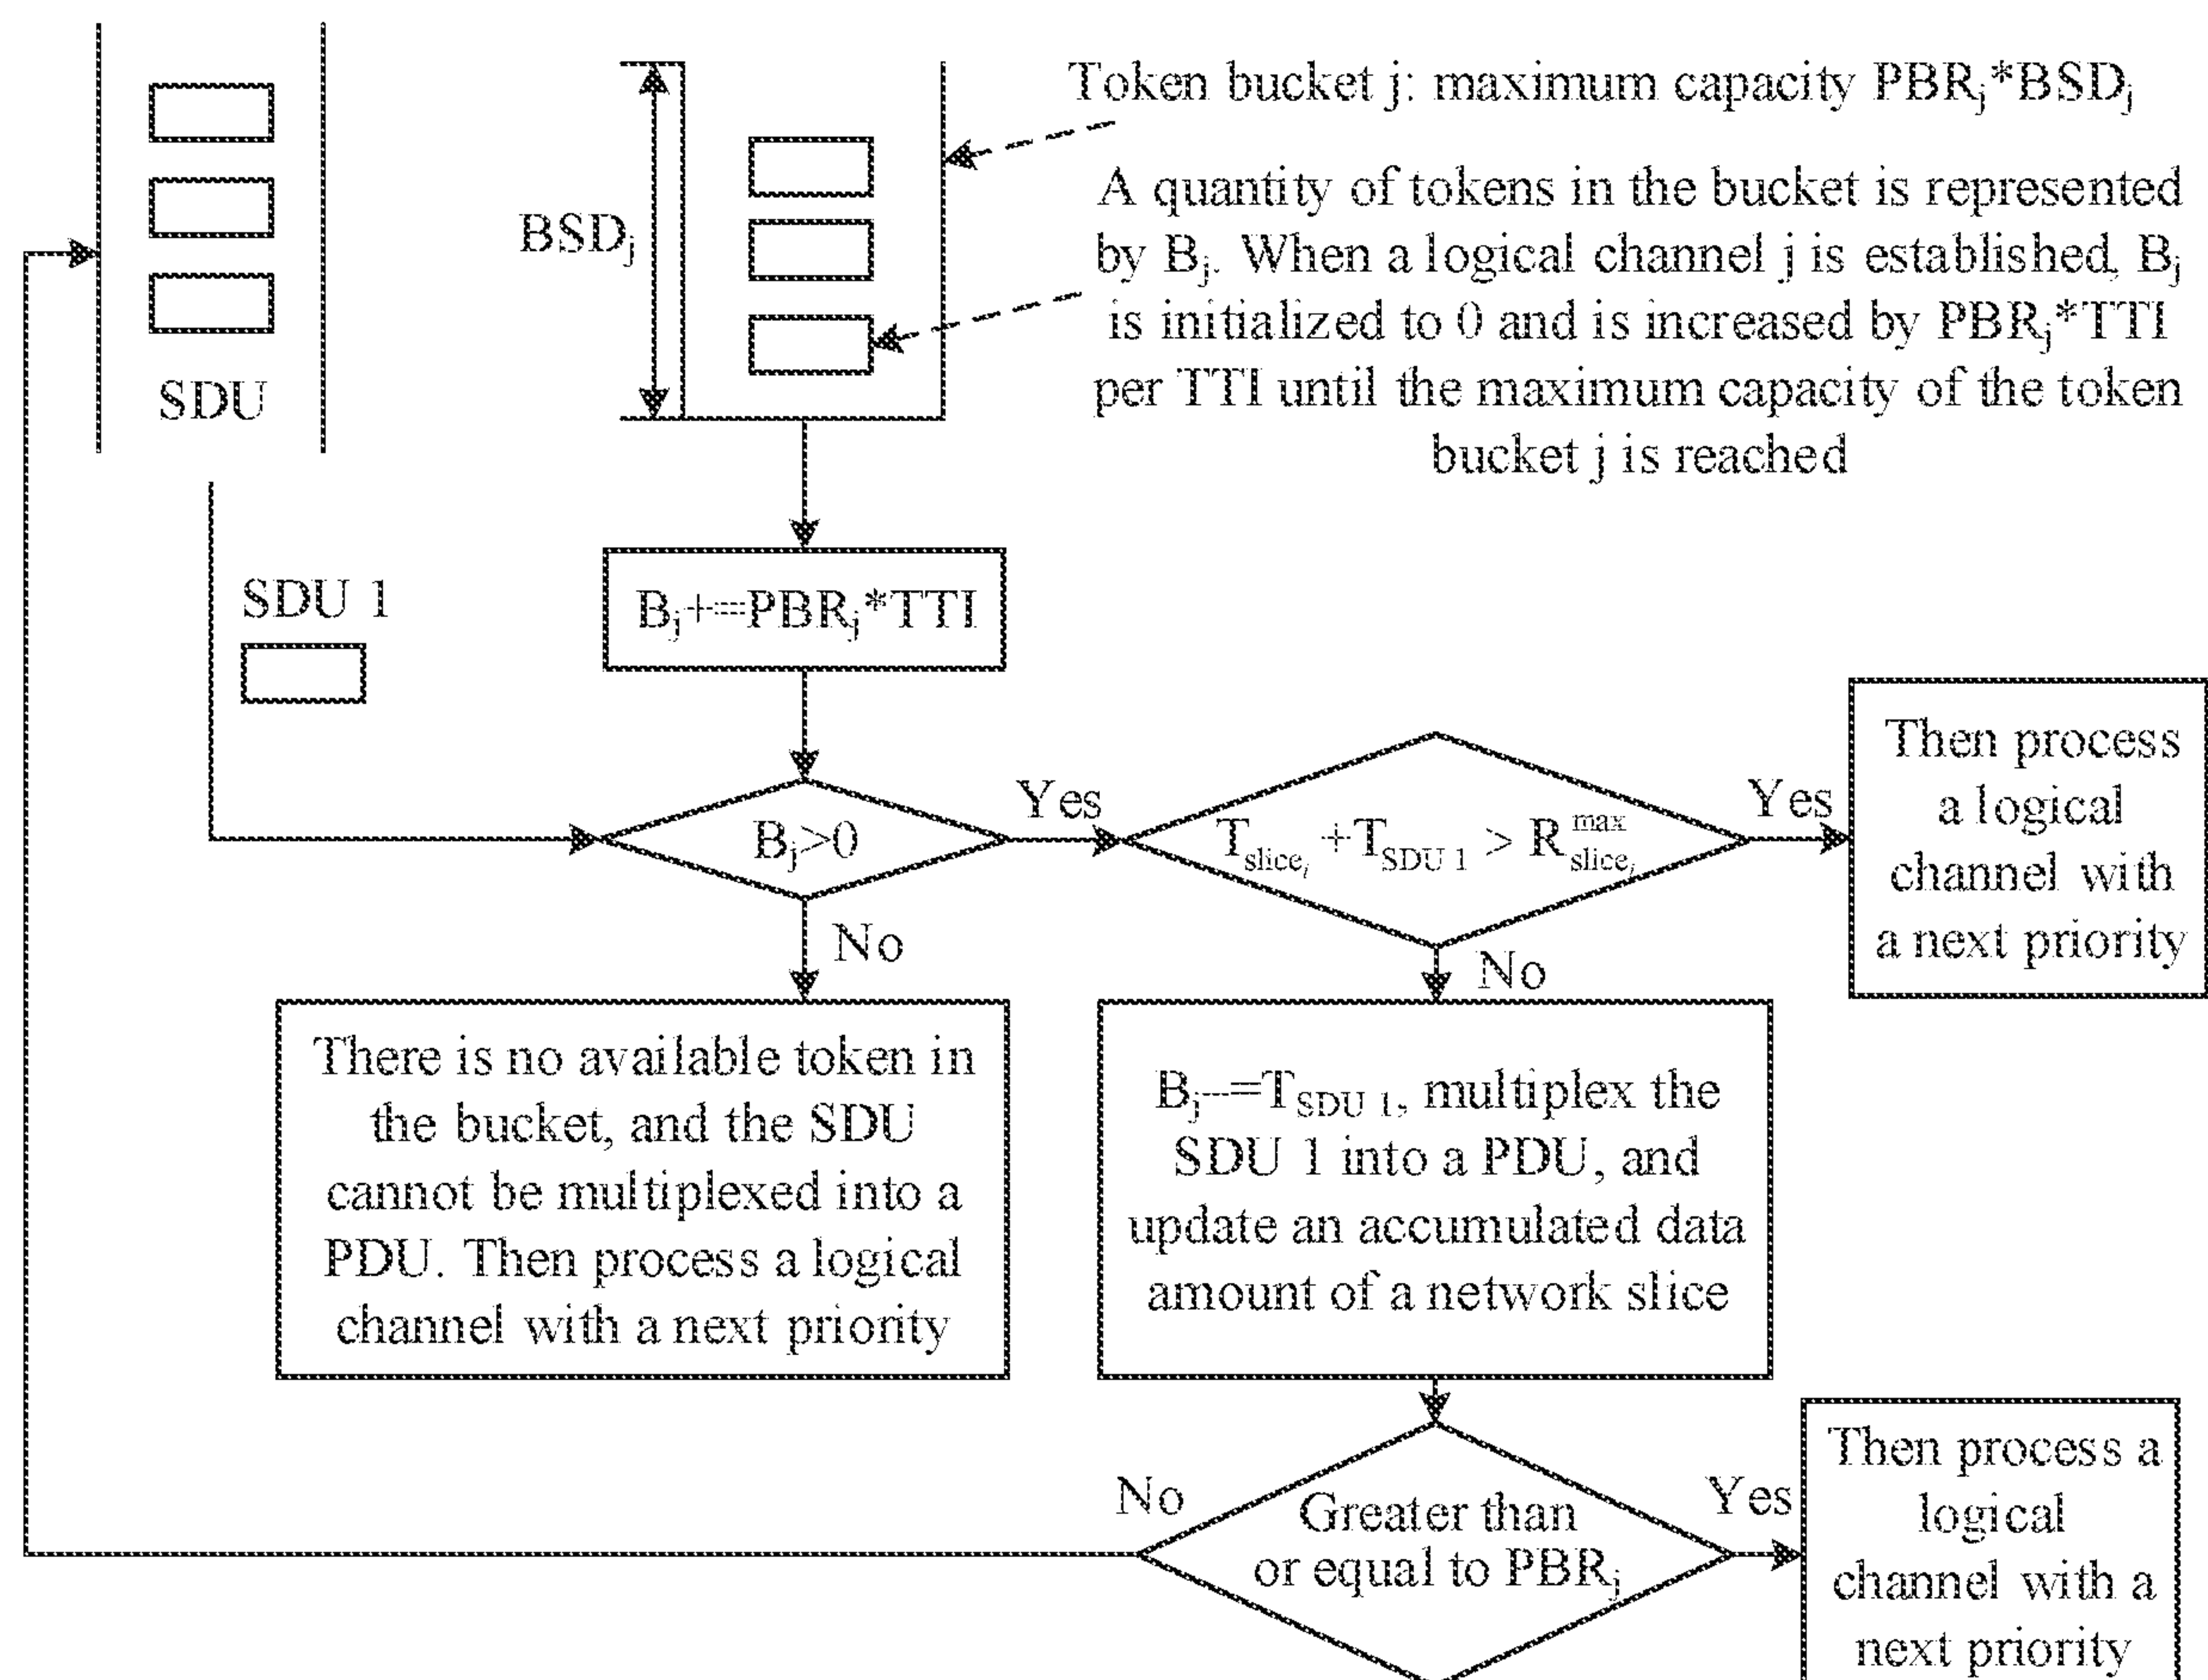 Token bucket j: maximum capacity PBRj*BSDj
A quantity of tokens in the bucket is represented
by Bj. When a logical channel j is established, Bj
is initialized to 0 and is increased by PBRj*TTI
per TTI until the maximum capacity of the token
bucket j is reached
BSDj
SDU
SDU 1
Bj+=PBRj*TTI
Bj>0
Yes
No
T_slice_i +T_SDU 1 > R_slice_i^max
Yes
No
Then process
a logical
channel with
a next priority
There is no available token in
the bucket, and the SDU
cannot be multiplexed into a
PDU. Then process a logical
channel with a next priority
Bj-=T_SDU 1, multiplex the
SDU 1 into a PDU, and
update an accumulated data
amount of a network slice
No
Greater than
or equal to PBRj
Yes
Then process a
logical
channel with a
next priority